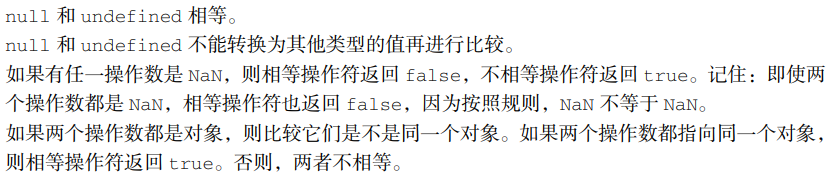 null 和 undefined 相等。
null 和 undefined 不能转换为其他类型的值再进行比较。
如果有任一操作数是 NaN，则相等操作符返回 false，不相等操作符返回 true。记住：即使两
个操作数都是 NaN，相等操作符也返回 false，因为按照规则，NaN 不等于 NaN。
如果两个操作数都是对象，则比较它们是不是同一个对象。如果两个操作数都指向同一个对象，
则相等操作符返回 true。否则，两者不相等。